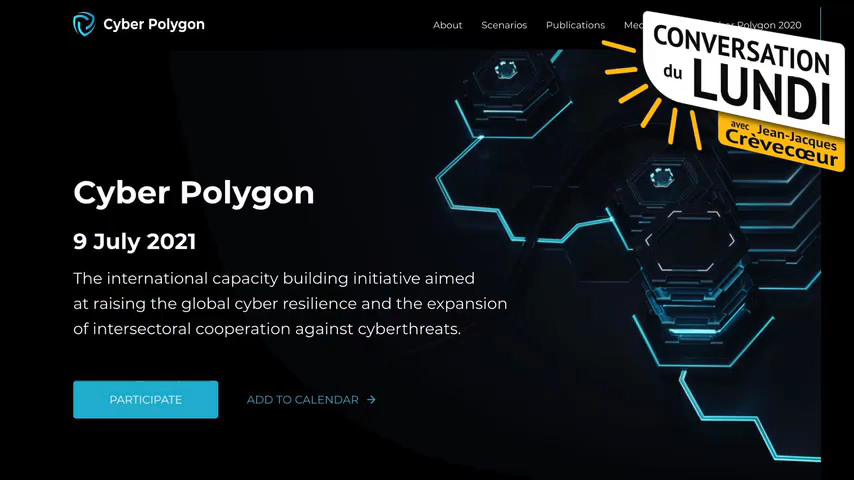 Cyber Polygon
About Scenarios Publications Polygon 2020
CONVERSATION
du LUNDI
avec Jean-Jacques
Crèvecœur
Cyber Polygon
9 July 2021
The international capacity building initiative aimed
at raising the global cyber resilience and the expansion
of intersectoral cooperation against cyberthreats.
PARTICIPATE ADD TO CALENDAR →